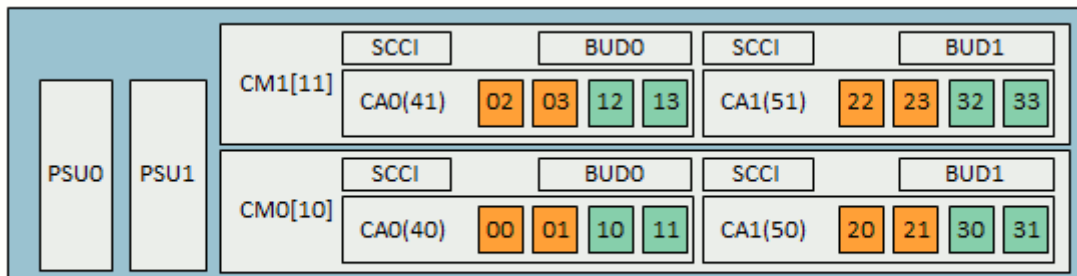 SCCI BUD0 SCCI BUD1
CM1[11]
CA0(41) 02 03 12 13 CA1(51) 22 23 32 33
PSU0 PSU1
SCCI BUD0 SCCI BUD1
CM0[10]
CA0(40) 00 01 10 11 CA1(50) 20 21 30 31